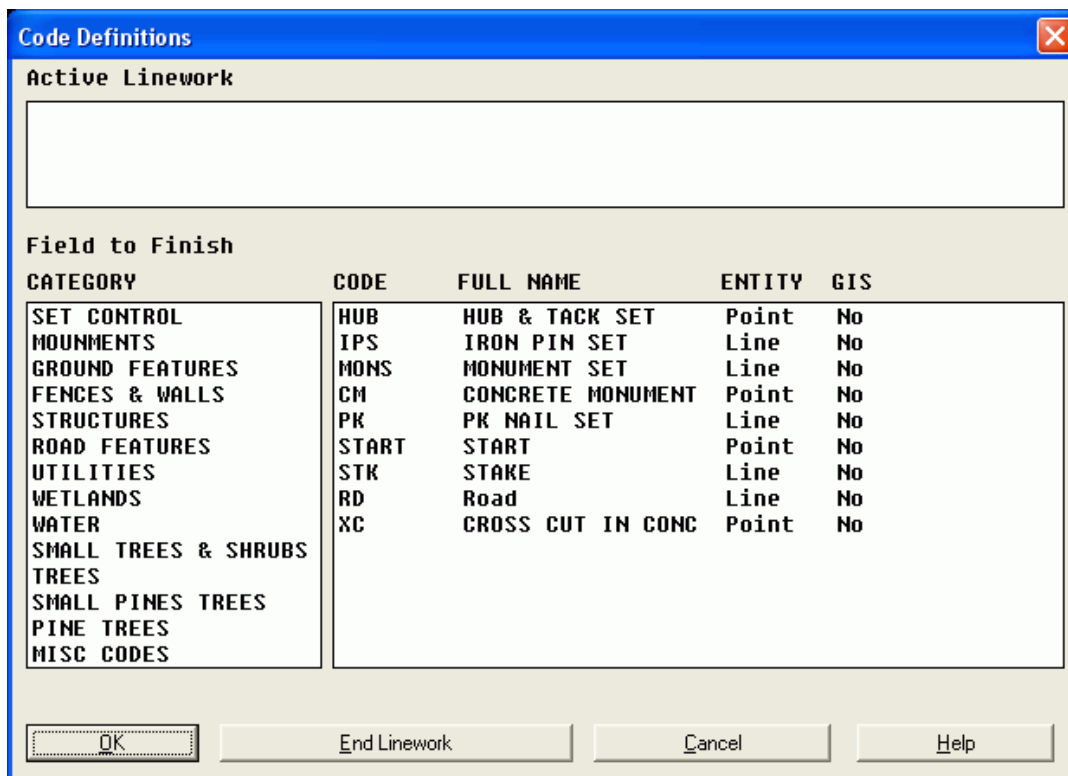 Code Definitions
Active Linework
Field to Finish
CATEGORY CODE FULL NAME ENTITY GIS
SET CONTROL HUB HUB & TACK SET Point No
MOUNMENTS IPS IRON PIN SET Line No
GROUND FEATURES MONS MONUMENT SET Line No
FENCES & WALLS CM CONCRETE MONUMENT Point No
STRUCTURES PK PK NAIL SET Line No
ROAD FEATURES START START Point No
UTILITIES STK STAKE Line No
WETLANDS RD Road Line No
WATER XC CROSS CUT IN CONC Point No
SMALL TREES & SHRUBS
TREES
SMALL PINES TREES
PINE TREES
MISC CODES
OK End Linework Cancel Help